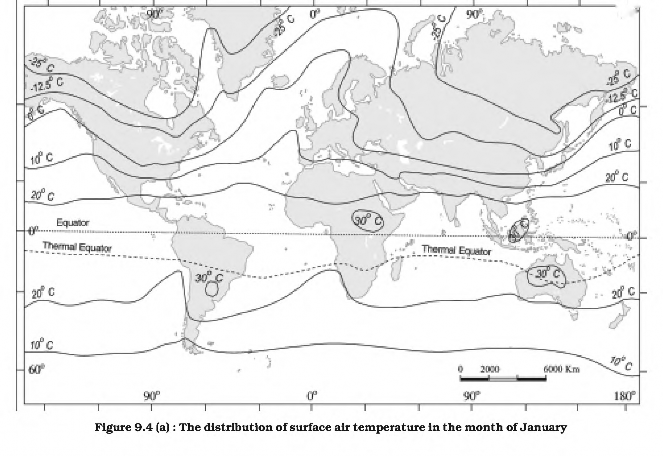 90° 0° 90°
-25° C -25° C
-25° C -25° C
-12.5° C -12.5° C
0° C 0° C
10° C 10° C
20° C 20° C
30° C
Equator
0° 0°
Thermal Equator Thermal Equator
30° C 30° C
20° C 20° C
10° C 10° C
60°
0 2000 6000 Km
90° 0° 90° 180°
Figure 9.4 (a) : The distribution of surface air temperature in the month of January